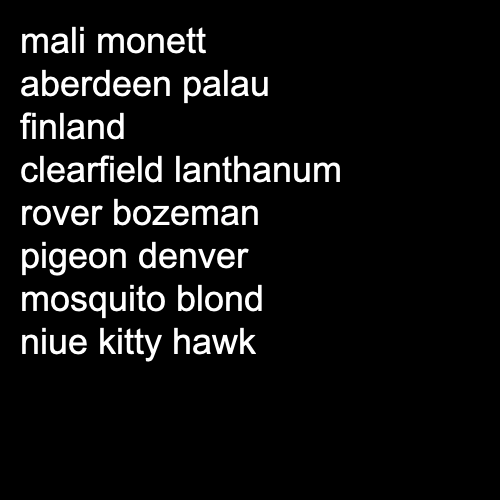 mali monett
aberdeen palau
finland
clearfield lanthanum
rover bozeman
pigeon denver
mosquito blond
niue kitty hawk